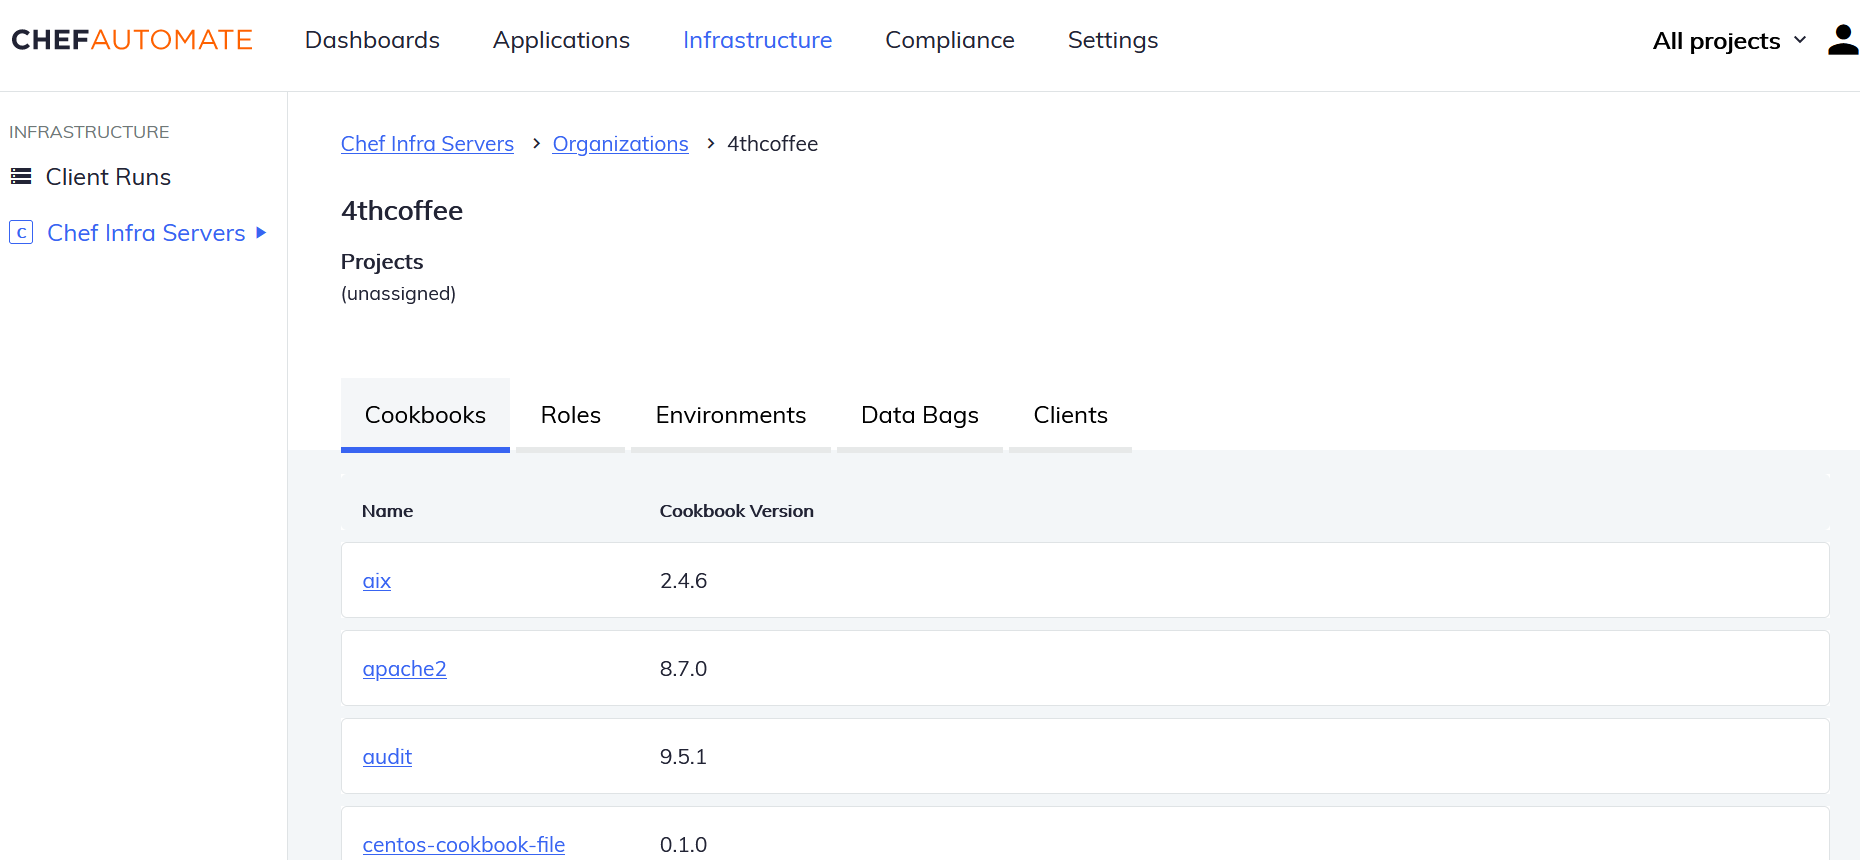 CHEFAUTOMATE Dashboards Applications Infrastructure Compliance Settings All projects
INFRASTRUCTURE
Client Runs
C Chef Infra Servers
Chef Infra Servers > Organizations > 4thcoffee
4thcoffee
Projects
(unassigned)
Cookbooks Roles Environments Data Bags Clients
Name Cookbook Version
aix 2.4.6
apache2 8.7.0
audit 9.5.1
centos-cookbook-file 0.1.0